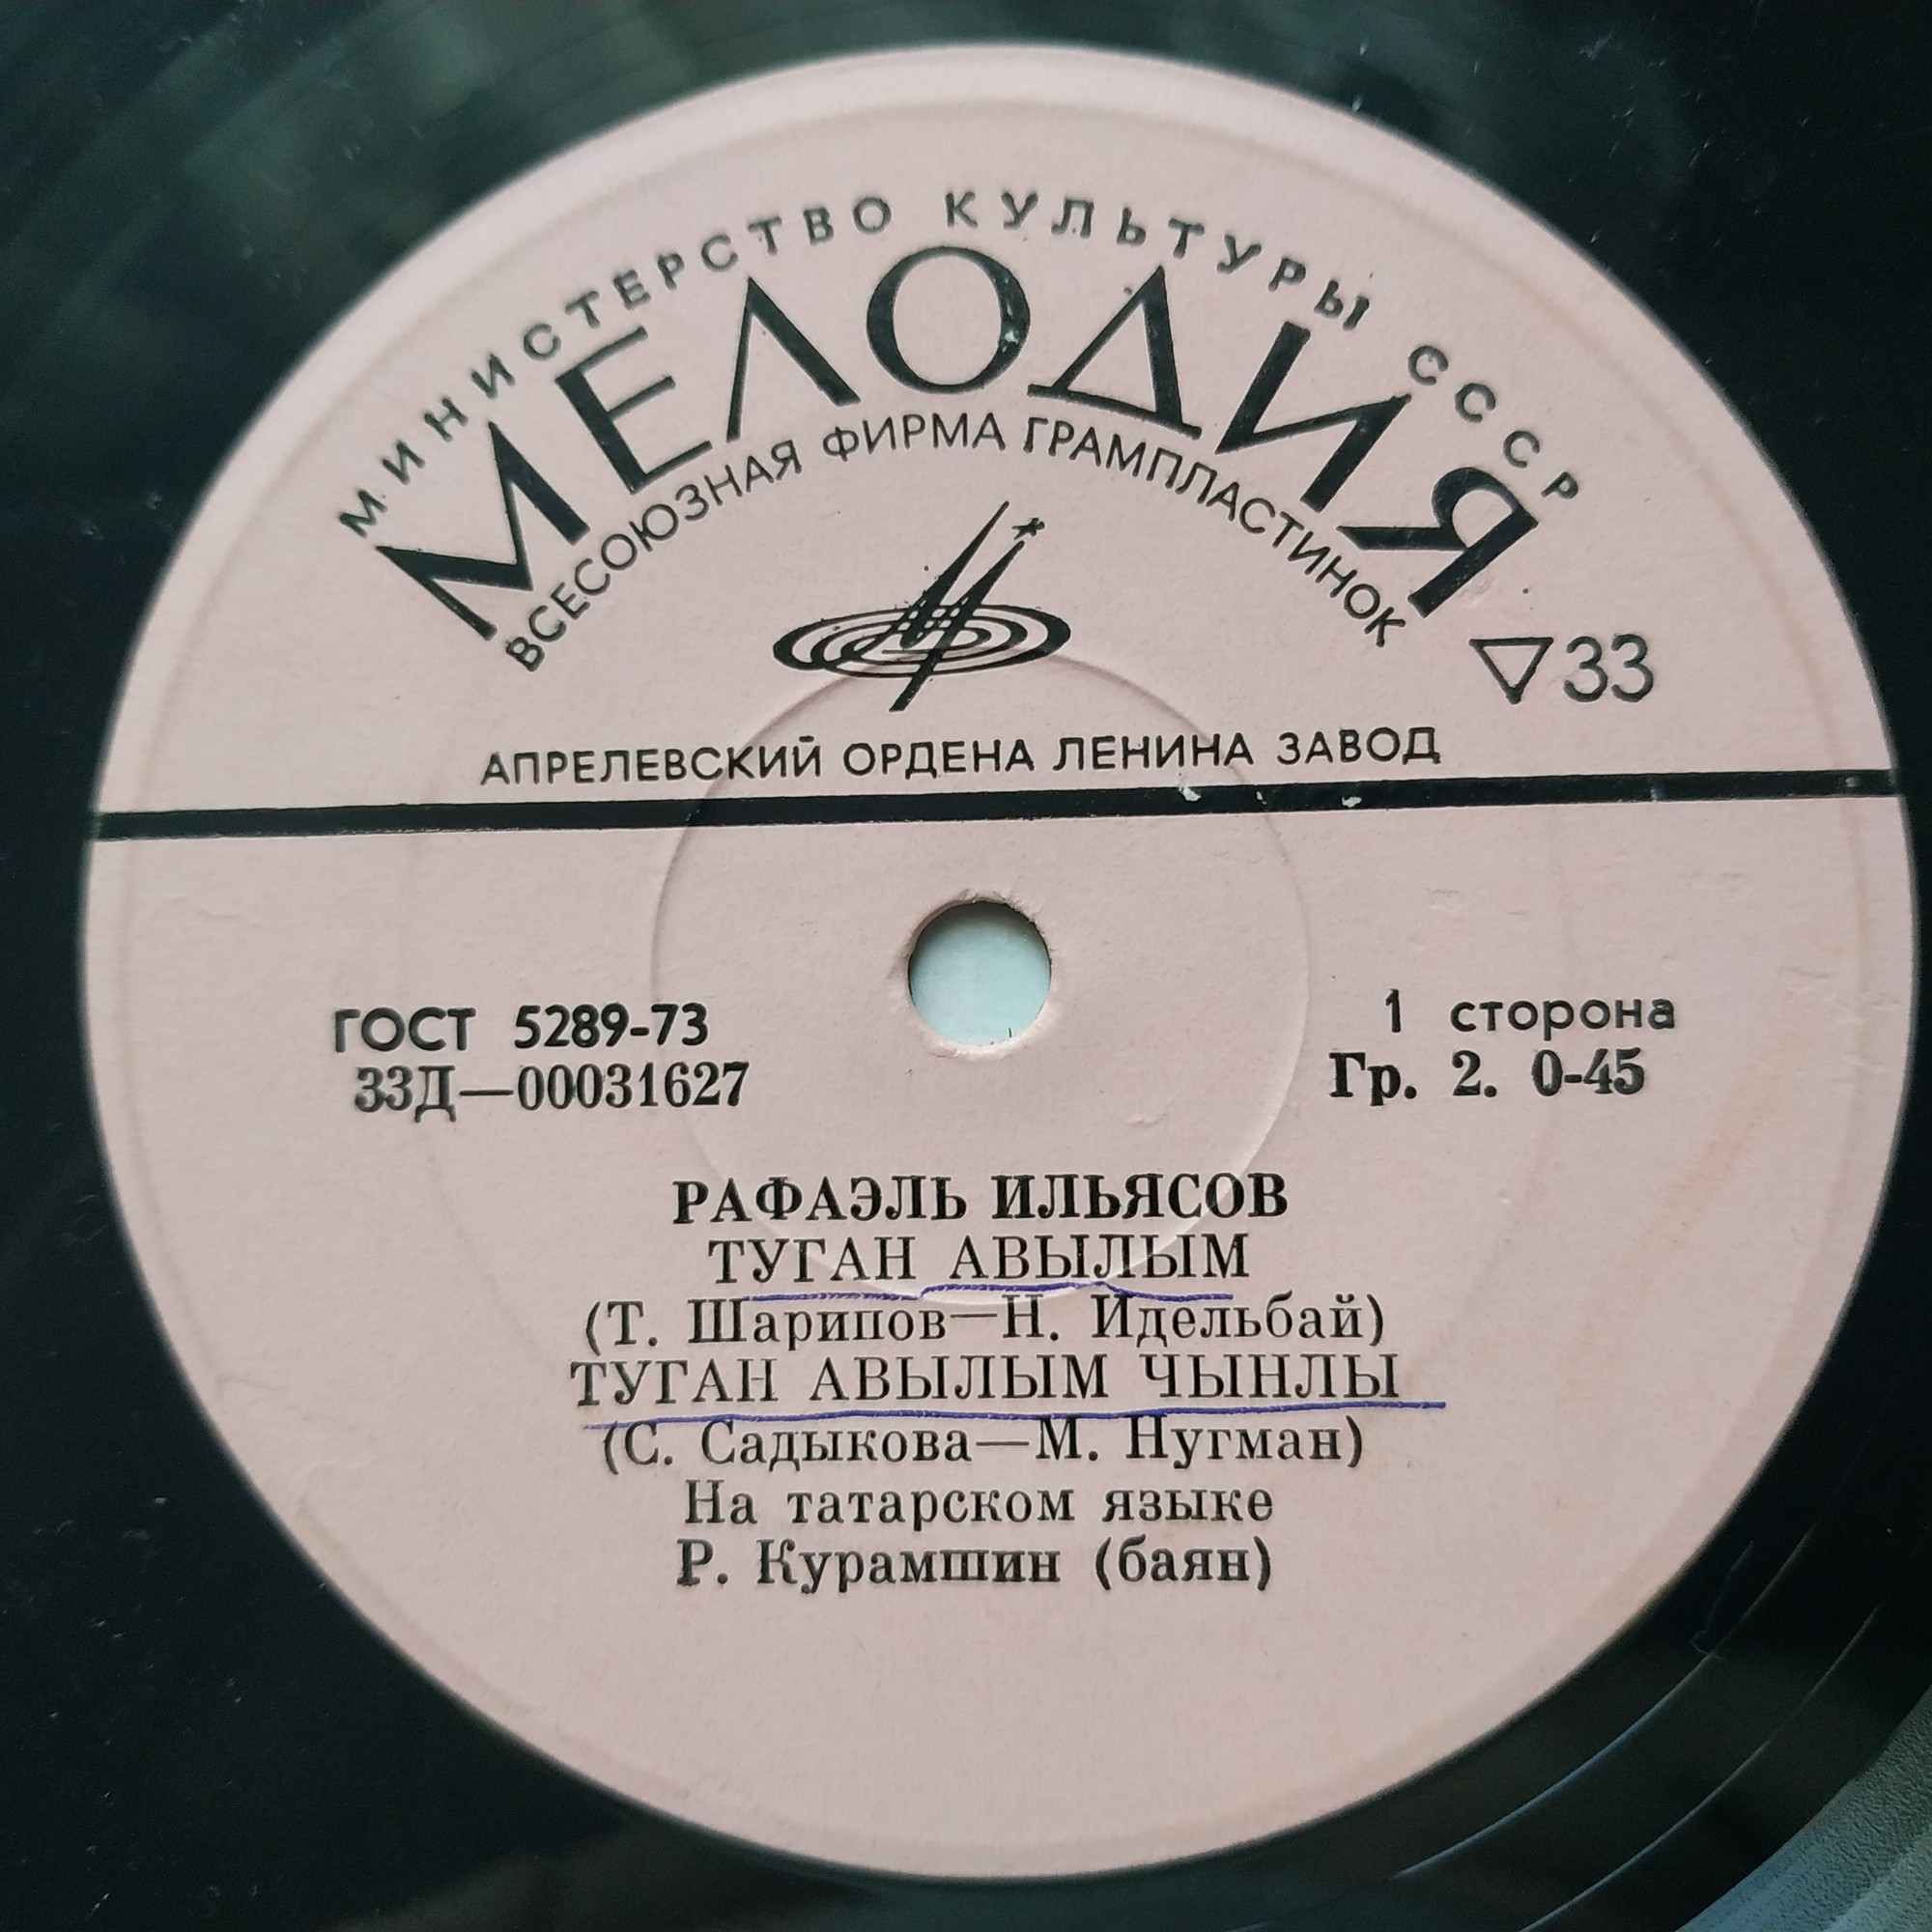 МИНИСТЕРСТВО КУЛЬТУРЫ СССР
МЕЛОДИЯ
ВСЕСОЮЗНАЯ ФИРМА ГРАМПЛАСТИНОК
▽33
АПРЕЛЕВСКИЙ ОРДЕНА ЛЕНИНА ЗАВОД
ГОСТ 5289-73
33Д—00031627
1 сторона
Гр. 2. 0-45
РАФАЭЛЬ ИЛЬЯСОВ
ТУГАН АВЫЛЫМ
(Т. Шарипов—Н. Идельбай)
ТУГАН АВЫЛЫМ ЧЫНЛЫ
(С. Садыкова—М. Нугман)
На татарском языке
Р. Курамшин (баян)